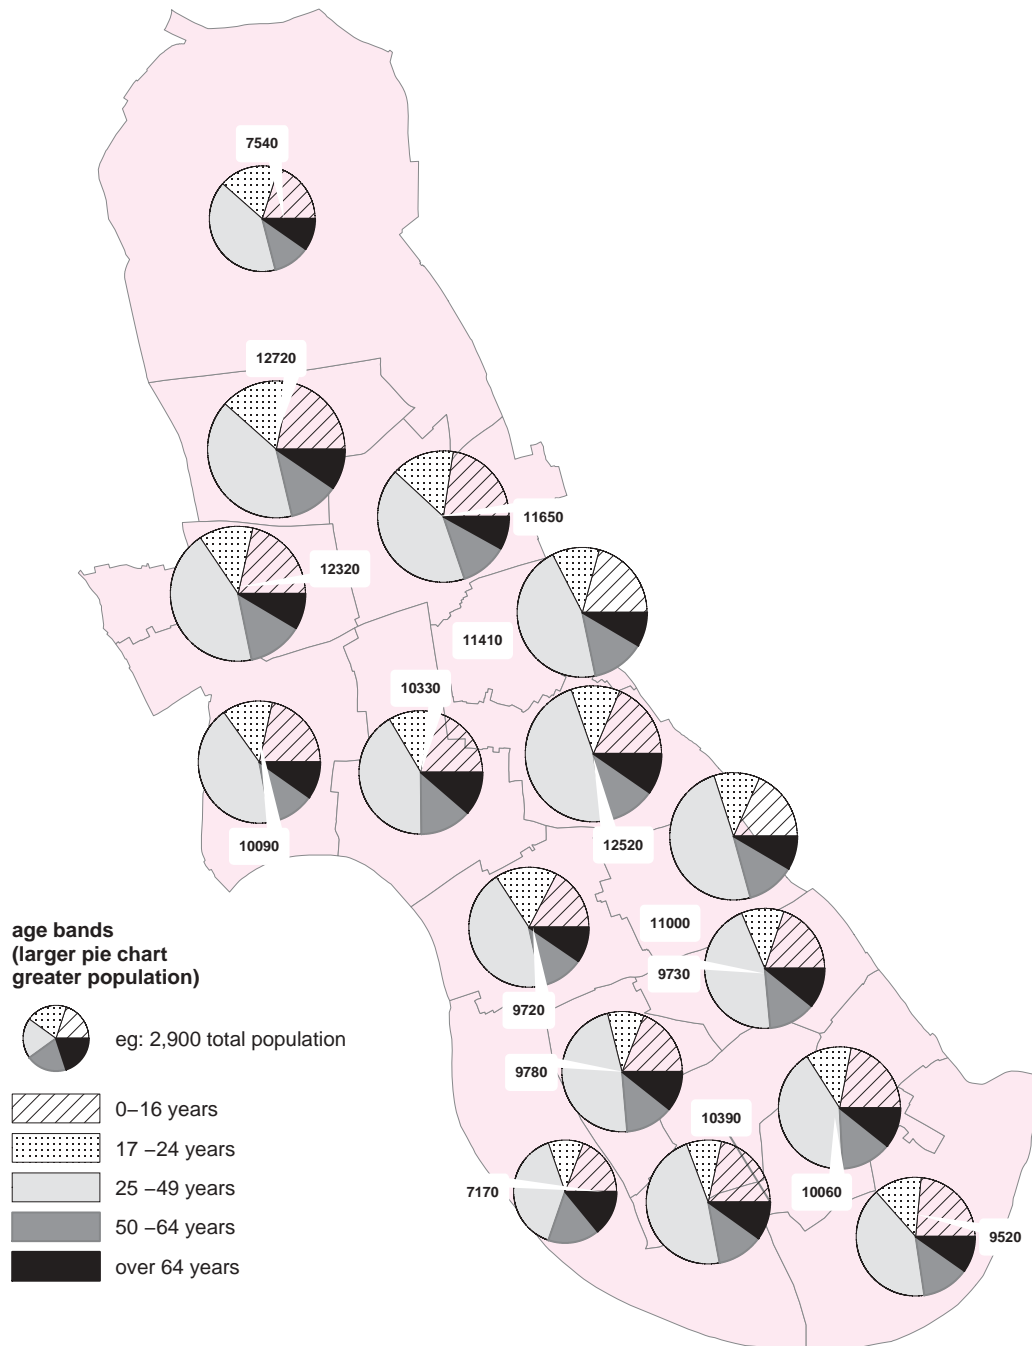 7540
12720
11650
12320
11410
10330
10090
12520
11000
9730
9720
9780
10390
7170
10060
9520
age bands
(larger pie chart
greater population)
eg: 2,900 total population
0–16 years
17 –24 years
25 –49 years
50 –64 years
over 64 years